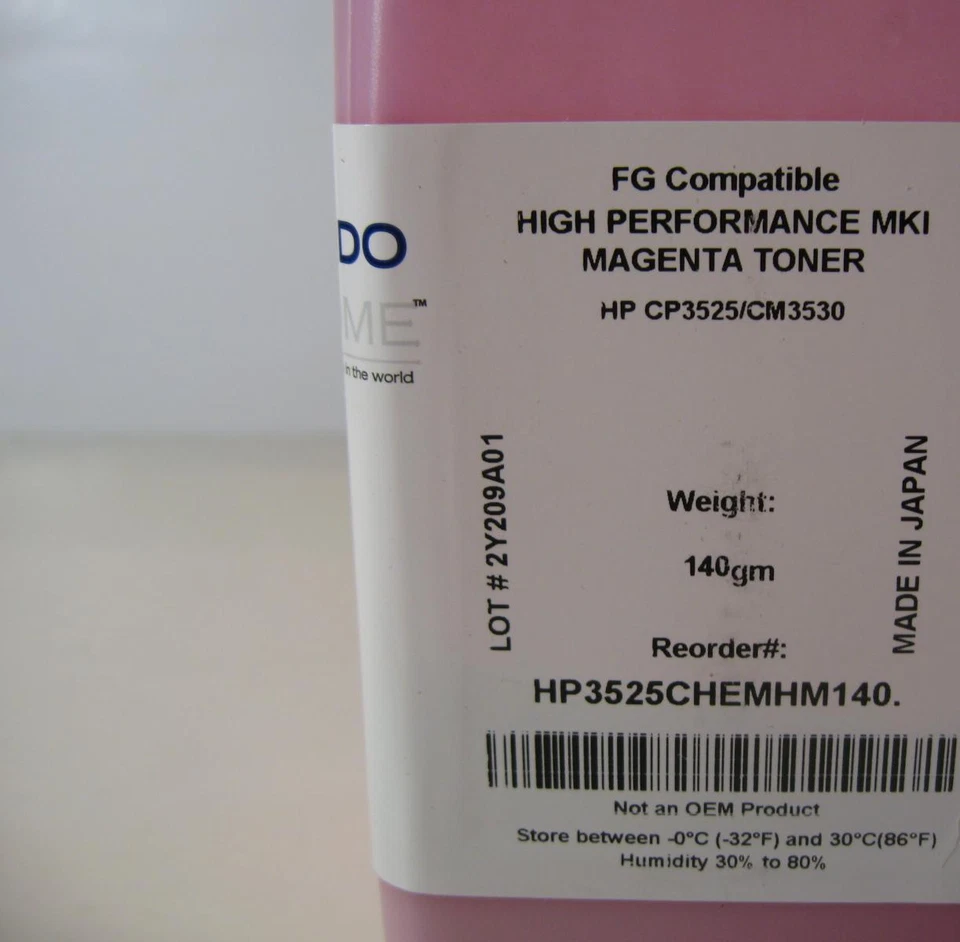 DO
ME™
in the world
FG Compatible
HIGH PERFORMANCE MKI
MAGENTA TONER
HP CP3525/CM3530
LOT # 2Y209A01
Weight:
140gm
MADE IN JAPAN
Reorder#:
HP3525CHEMHM140.
Not an OEM Product
Store between -0°C (-32°F) and 30°C(86°F)
Humidity 30% to 80%